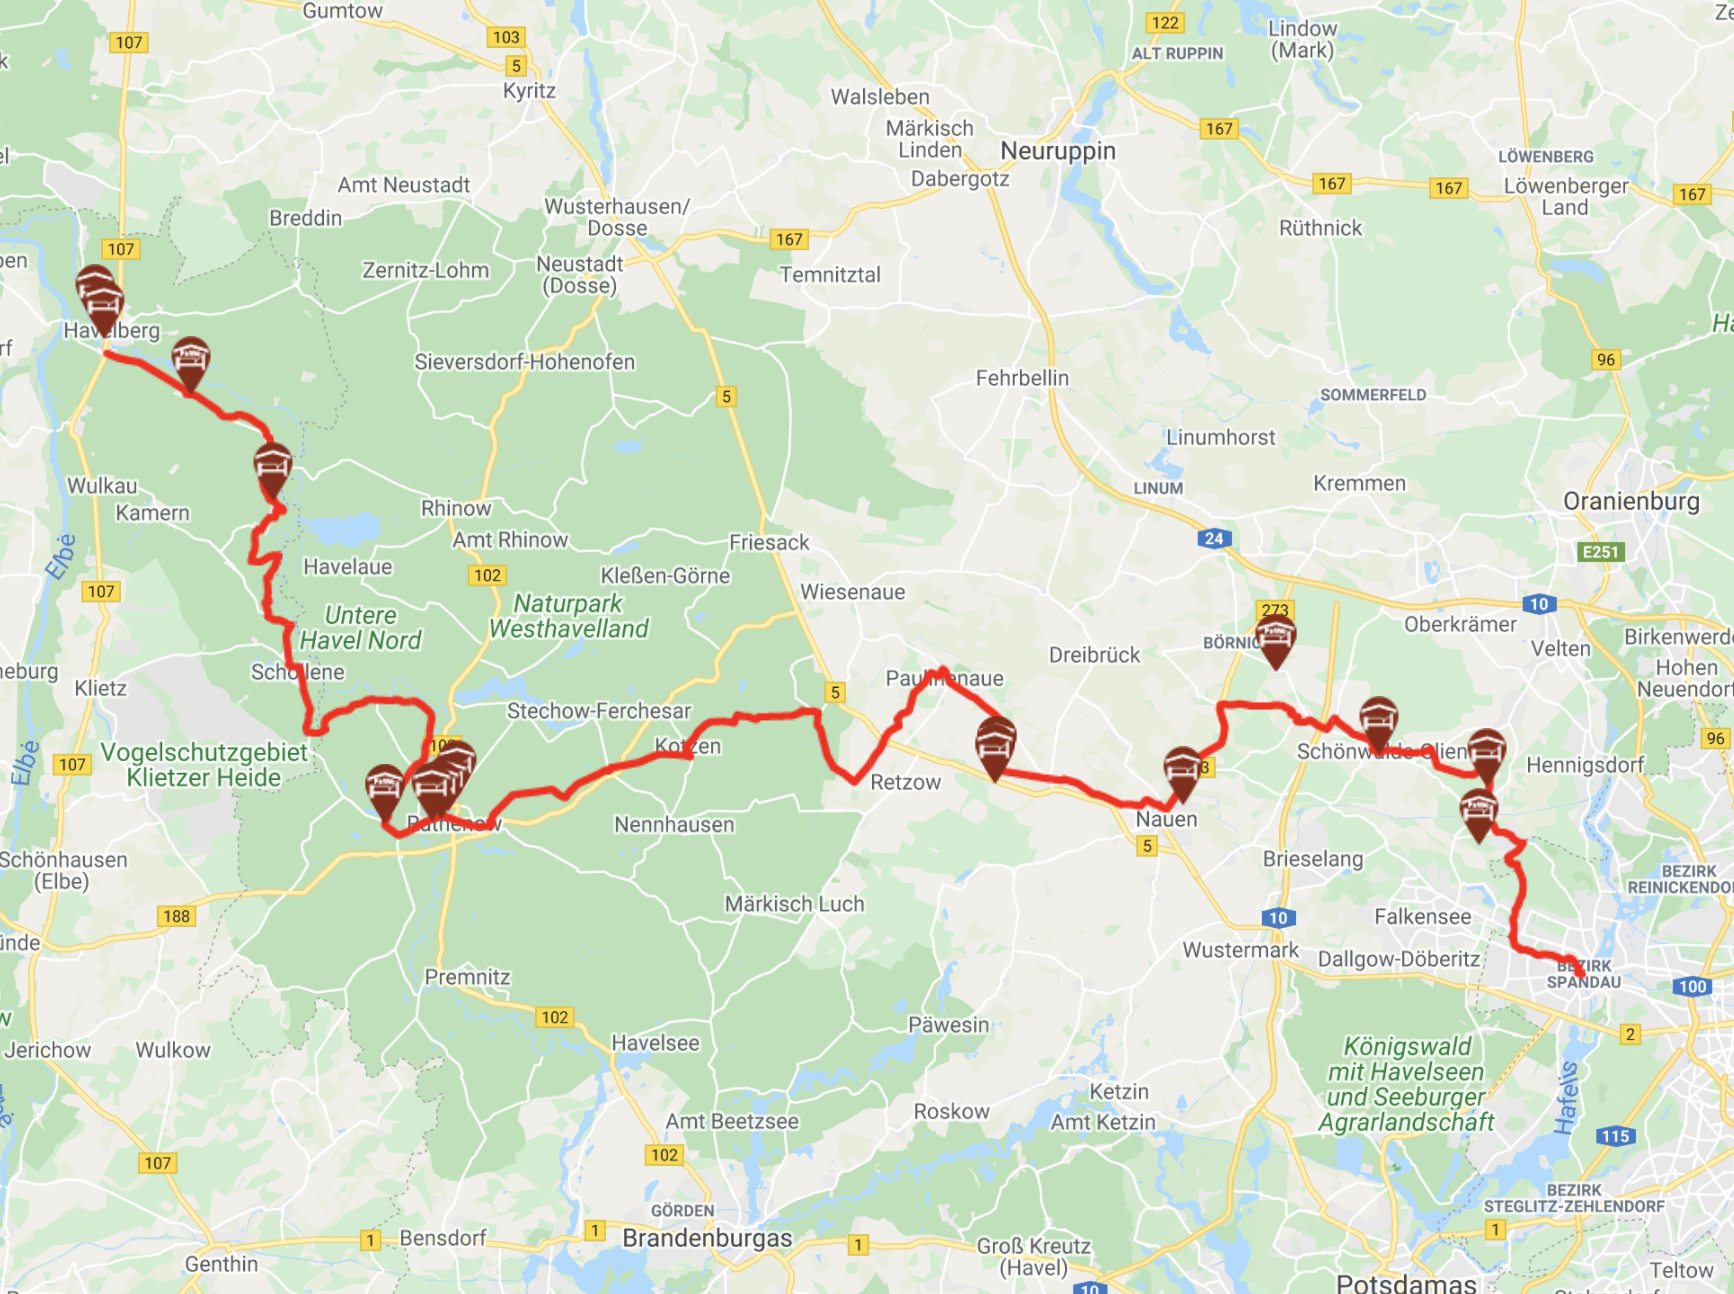 Gumtow
103
122
Lindow
(Mark)
107
5
ALT RUPPIN
Kyritz
Walsleben
Märkisch
Linden
167
Neuruppin
LÖWENBERG
Dabergotz
Amt Neustadt
167
167
Löwenberger
Land
167
Breddin
Wusterhausen/
Dosse
Rüthnick
107
167
Neustadt
(Dosse)
Zernitz-Lohm
Temnitztal
Havelberg
Sieversdorf-Hohenofen
96
Fehrbellin
5
SOMMERFELD
Linumhorst
Wulkau
Kamern
Rhinow
LINUM
Kremmen
Oranienburg
Elbe
Amt Rhinow
Friesack
24
E251
Havelaue
102
Kleßen-Görne
107
Wiesenaue
10
Untere
Havel Nord
Naturpark
Westhavelland
273
Oberkrämer
Velten
Birkenwerd
Dreibrück
Hohen
Neuendorf
neburg
Klietz
Paulinenaue
5
Stechow-Ferchesar
Vogelschutzgebiet
Klietzer Heide
107
Kotzen
Schönwalde-Glien
Hennigsdorf
96
Elbe
Retzow
Rathenow
Nennhausen
Nauen
5
Brieselang
Schönhausen
(Elbe)
BEZIRK
REINICKENDO
188
Märkisch Luch
10
Falkensee
Wustermark
Dallgow-Döberitz
BEZIRK
SPANDAU
Premnitz
100
102
Päwesin
2
Jerichow
Wulkow
Havelsee
Königswald
mit Havelseen
und Seeburger
Agrarlandschaft
Ketzin
Amt Ketzin
Roskow
Amt Beetzsee
115
107
102
BEZIRK
STEGLITZ-ZEHLENDORF
GÖRDEN
1
Bensdorf
1
Brandenburgas
1
Groß Kreutz
(Havel)
1
Genthin
10
Potsdamas
Teltow